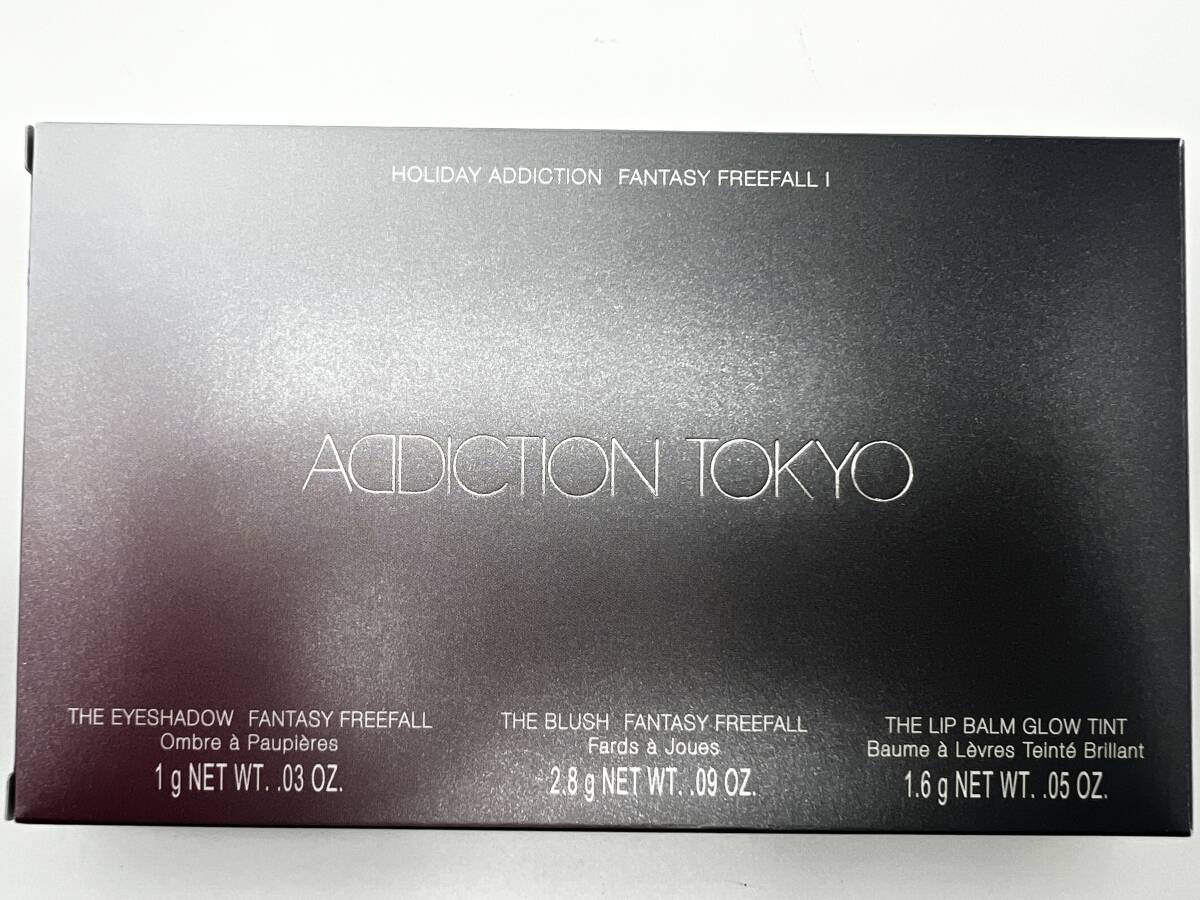 HOLIDAY ADDICTION FANTASY FREEFALL I
ADDICTION TOKYO
THE EYESHADOW FANTASY FREEFALL
Ombre à Paupières
1 g NET WT. .03 OZ.
THE BLUSH FANTASY FREEFALL
Fards à Joues
2.8 g NET WT. .09 OZ.
THE LIP BALM GLOW TINT
Baume à Lèvres Teinté Brillant
1.6 g NET WT. .05 OZ.